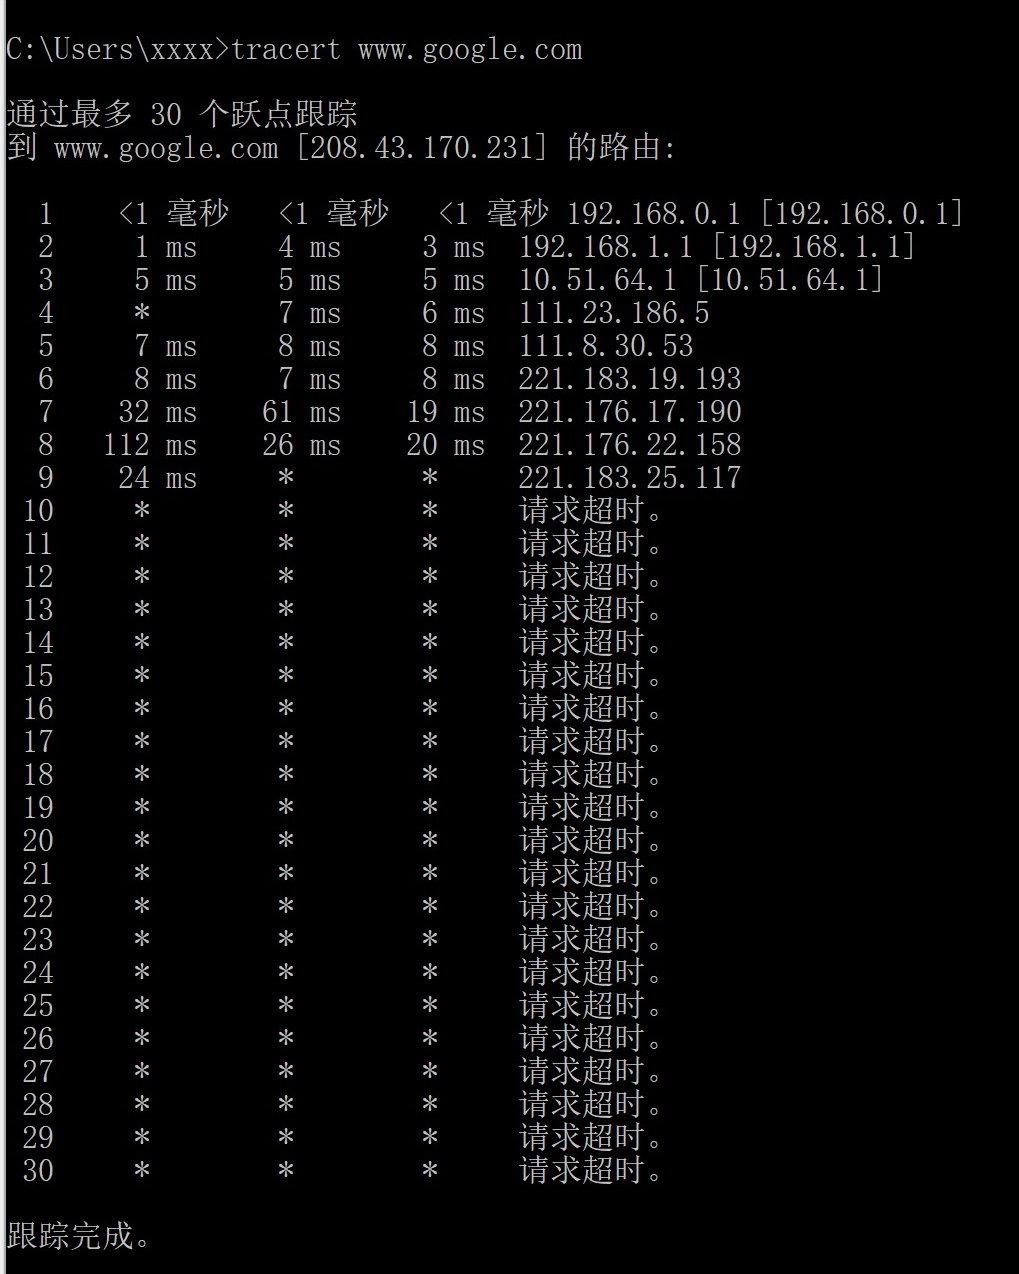 C:\Users\xxxx>tracert www.google.com
通过最多 30 个跃点跟踪
到 www.google.com [208.43.170.231] 的路由:
1 <1 毫秒 <1 毫秒 <1 毫秒 192.168.0.1 [192.168.0.1]
2 1 ms 4 ms 3 ms 192.168.1.1 [192.168.1.1]
3 5 ms 5 ms 5 ms 10.51.64.1 [10.51.64.1]
4 * 7 ms 6 ms 111.23.186.5
5 7 ms 8 ms 8 ms 111.8.30.53
6 8 ms 7 ms 8 ms 221.183.19.193
7 32 ms 61 ms 19 ms 221.176.17.190
8 112 ms 26 ms 20 ms 221.176.22.158
9 24 ms * * 221.183.25.117
10 * * * 请求超时。
11 * * * 请求超时。
12 * * * 请求超时。
13 * * * 请求超时。
14 * * * 请求超时。
15 * * * 请求超时。
16 * * * 请求超时。
17 * * * 请求超时。
18 * * * 请求超时。
19 * * * 请求超时。
20 * * * 请求超时。
21 * * * 请求超时。
22 * * * 请求超时。
23 * * * 请求超时。
24 * * * 请求超时。
25 * * * 请求超时。
26 * * * 请求超时。
27 * * * 请求超时。
28 * * * 请求超时。
29 * * * 请求超时。
30 * * * 请求超时。
跟踪完成。